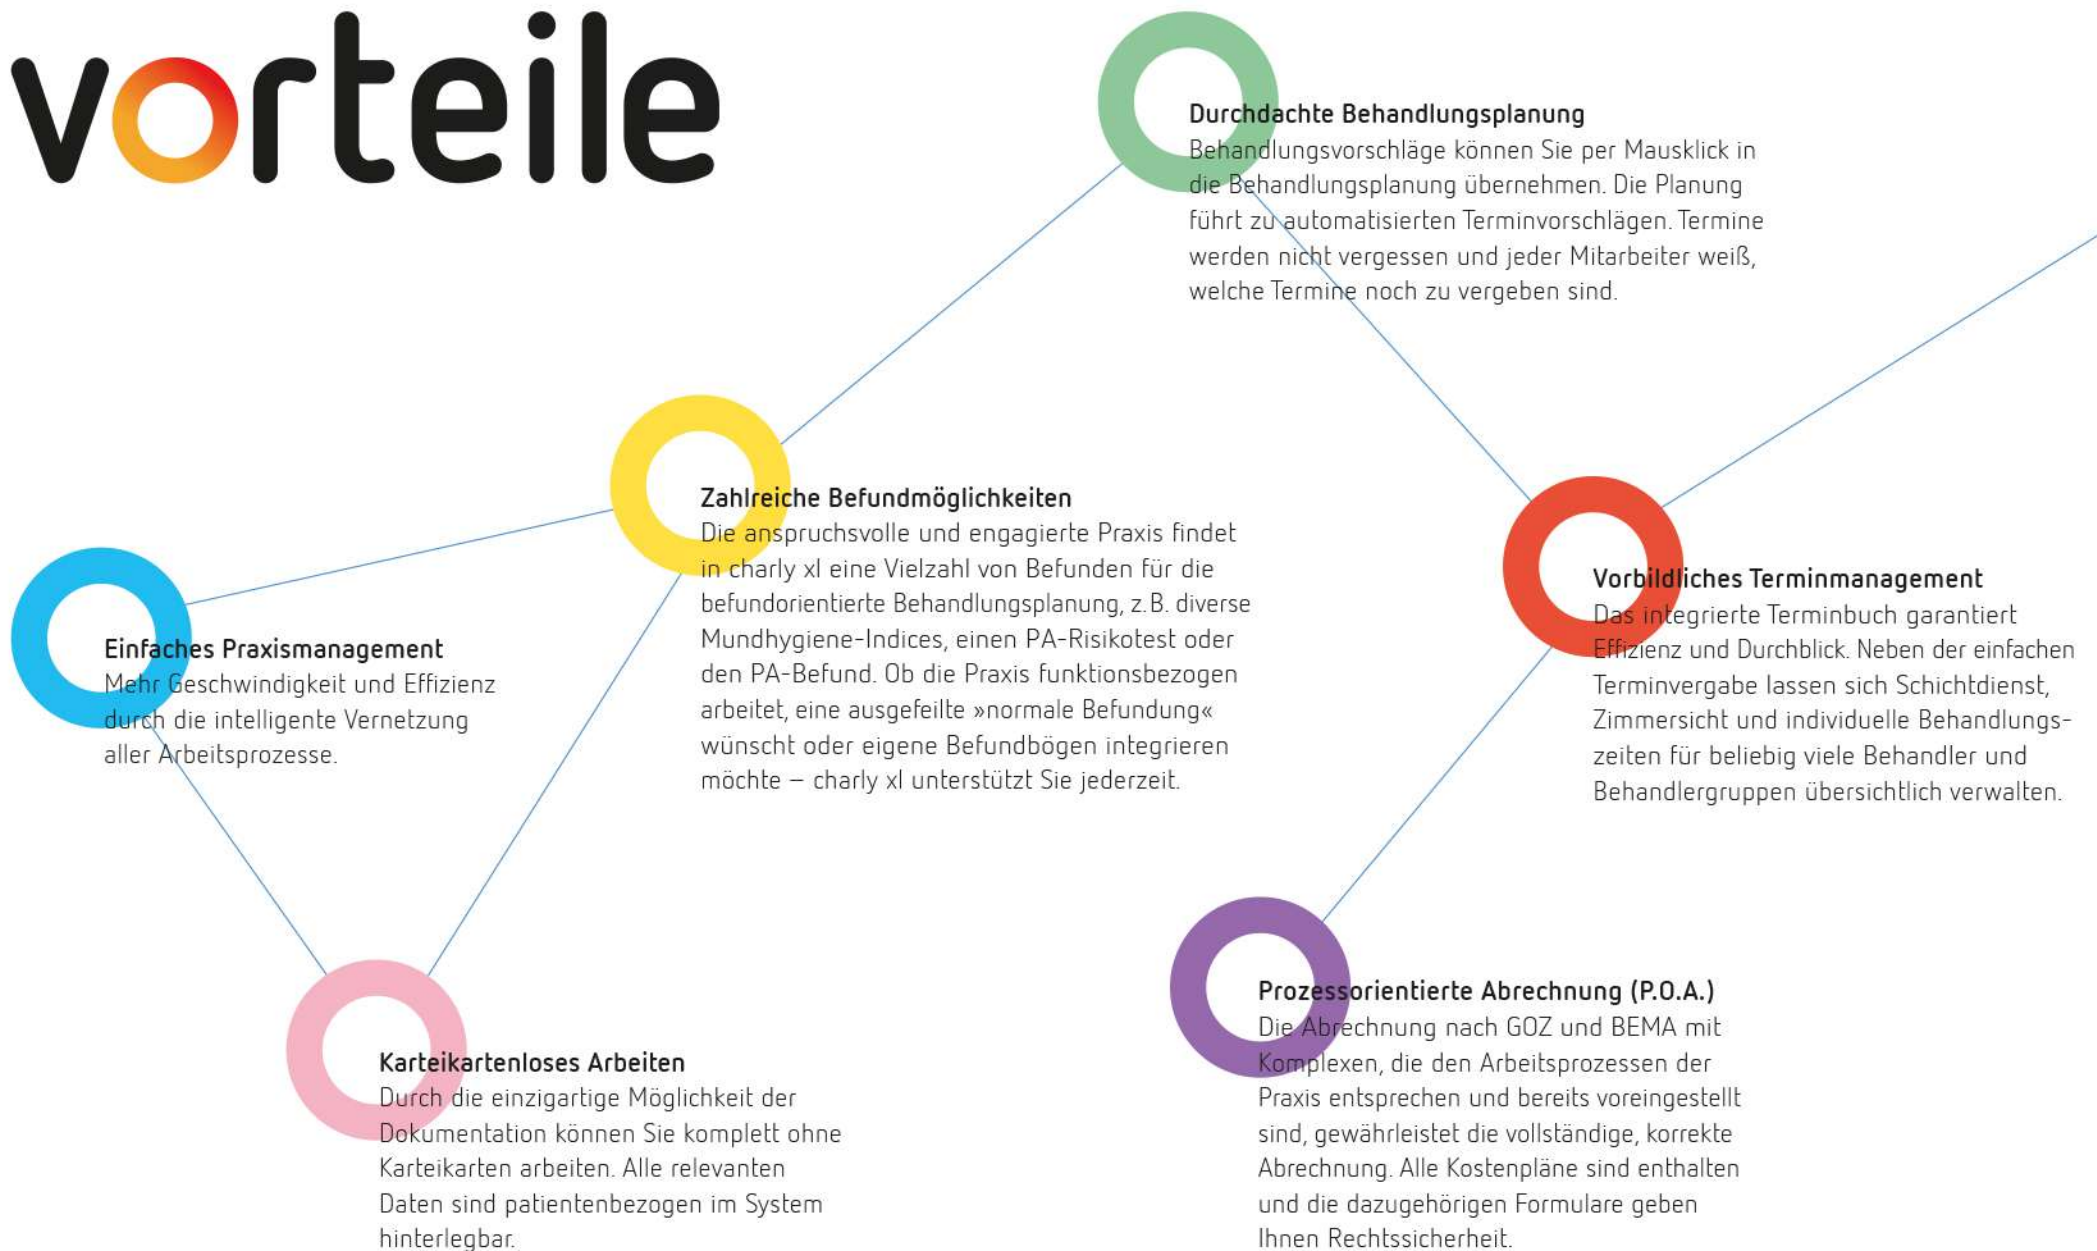 vorteile
Durchdachte Behandlungsplanung
Behandlungsvorschläge können Sie per Mausklick in
die Behandlungsplanung übernehmen. Die Planung
führt zu automatisierten Terminvorschlägen. Termine
werden nicht vergessen und jeder Mitarbeiter weiß,
welche Termine noch zu vergeben sind.
Zahlreiche Befundmöglichkeiten
Die anspruchsvolle und engagierte Praxis findet
in charly xl eine Vielzahl von Befunden für die
befundorientierte Behandlungsplanung, z.B. diverse
Mundhygiene-Indices, einen PA-Risikotest oder
den PA-Befund. Ob die Praxis funktionsbezogen
arbeitet, eine ausgefeilte »normale Befundung«
wünscht oder eigene Befundbögen integrieren
möchte – charly xl unterstützt Sie jederzeit.
Vorbildliches Terminmanagement
Das integrierte Terminbuch garantiert
Effizienz und Durchblick. Neben der einfachen
Terminvergabe lassen sich Schichtdienst,
Zimmersicht und individuelle Behandlungs-
zeiten für beliebig viele Behandler und
Behandlergruppen übersichtlich verwalten.
Einfaches Praxismanagement
Mehr Geschwindigkeit und Effizienz
durch die intelligente Vernetzung
aller Arbeitsprozesse.
Karteikartenloses Arbeiten
Durch die einzigartige Möglichkeit der
Dokumentation können Sie komplett ohne
Karteikarten arbeiten. Alle relevanten
Daten sind patientenbezogen im System
hinterlegbar.
Prozessorientierte Abrechnung (P.O.A.)
Die Abrechnung nach GOZ und BEMA mit
Komplexen, die den Arbeitsprozessen der
Praxis entsprechen und bereits voreingestellt
sind, gewährleistet die vollständige, korrekte
Abrechnung. Alle Kostenpläne sind enthalten
und die dazugehörigen Formulare geben
Ihnen Rechtssicherheit.